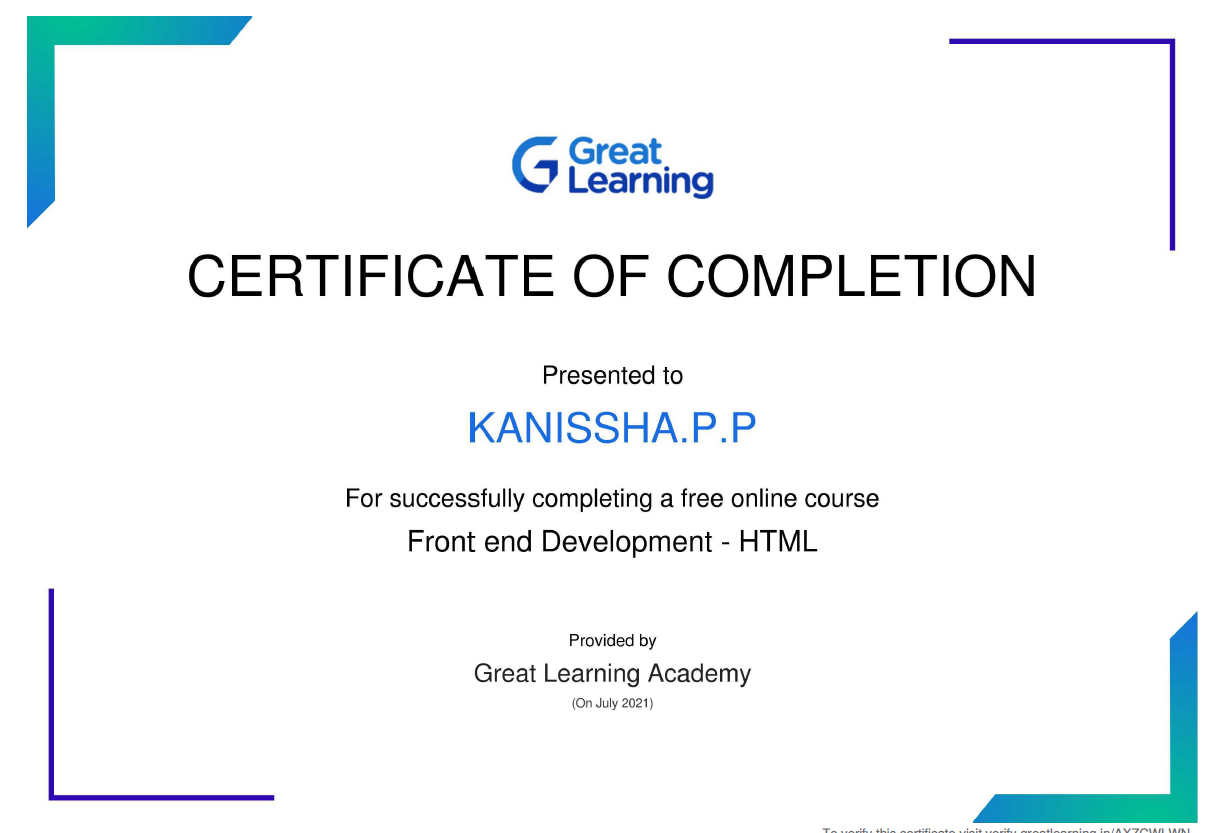 Great
Learning
CERTIFICATE OF COMPLETION
Presented to
KANISSHA.P.P
For successfully completing a free online course
Front end Development - HTML
Provided by
Great Learning Academy
(On July 2021)
To verify this certificate visit verify.greatlearning.in/AXZCWLWN